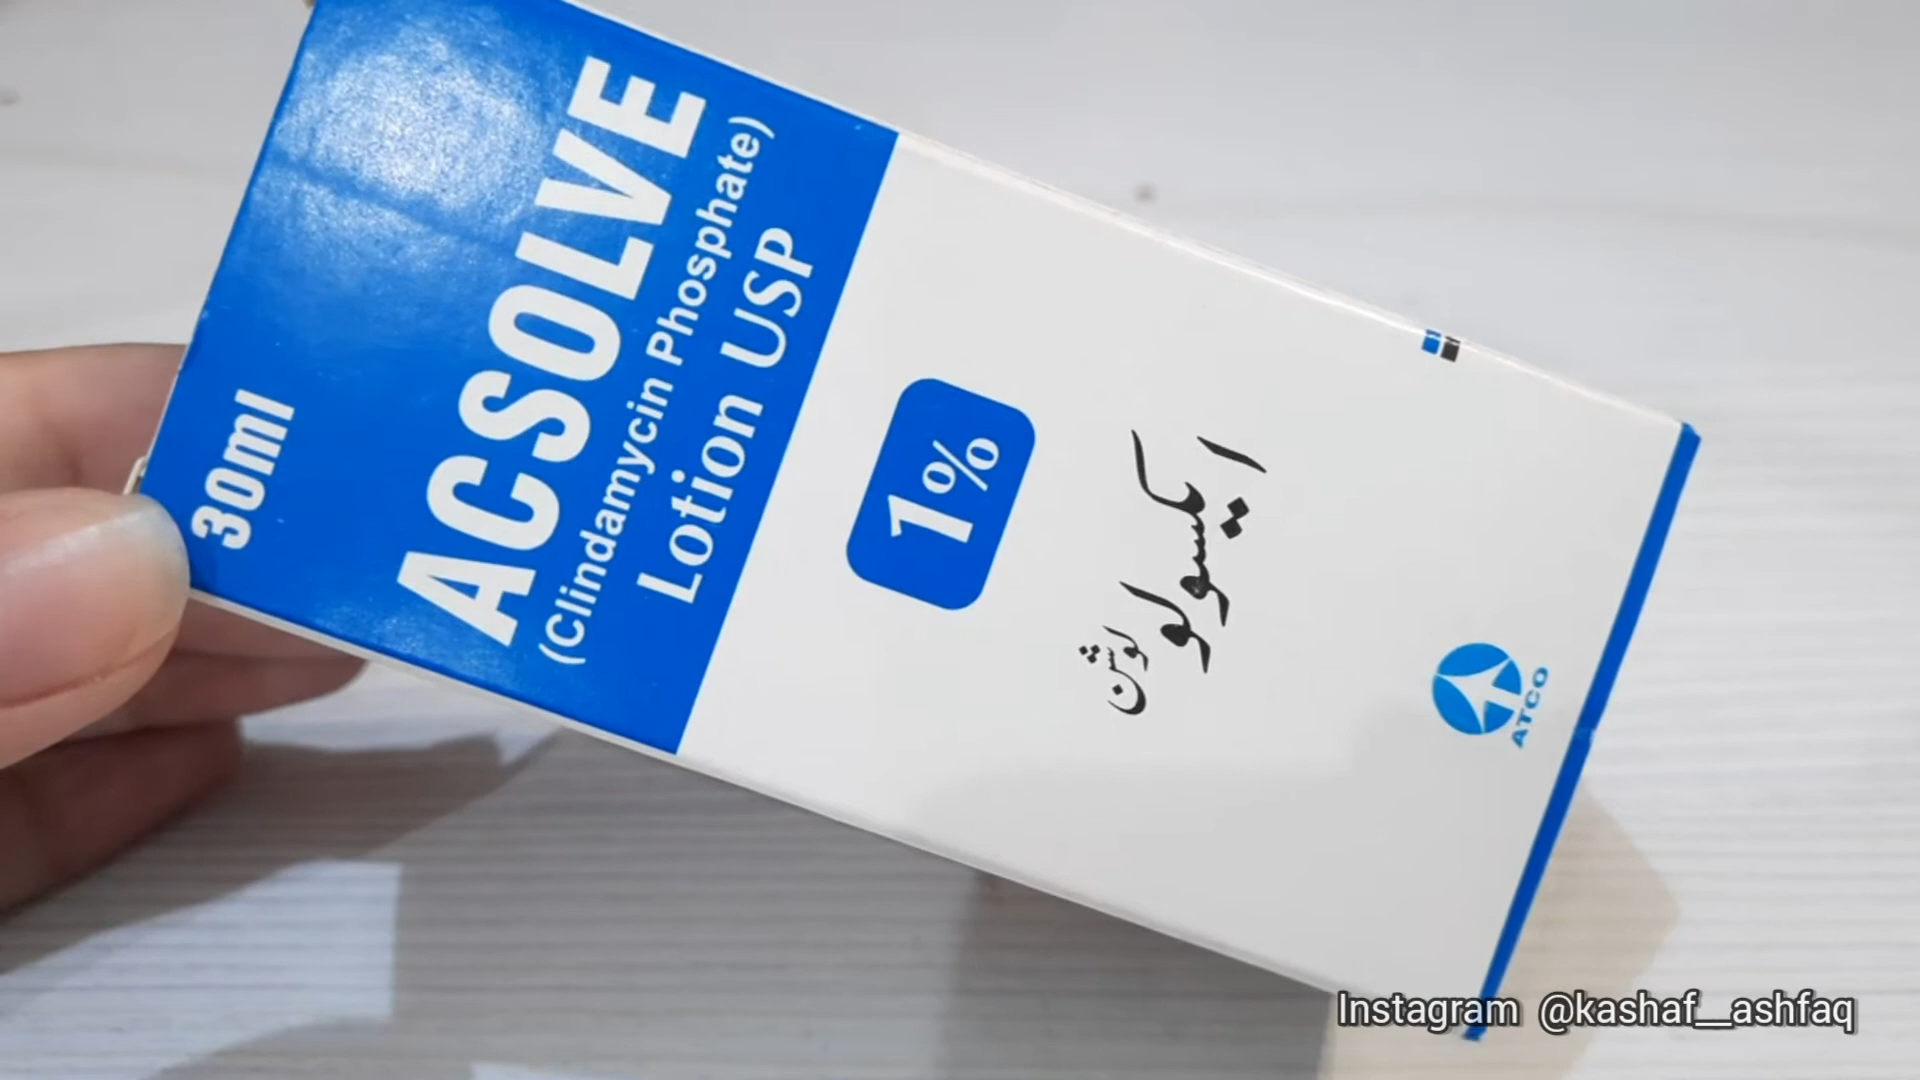 30ml
ACSOLVE
(Clindamycin Phosphate)
Lotion USP
1%
ایکسولو
لوشن
ATCO
Instagram @kashaf__ashfaq